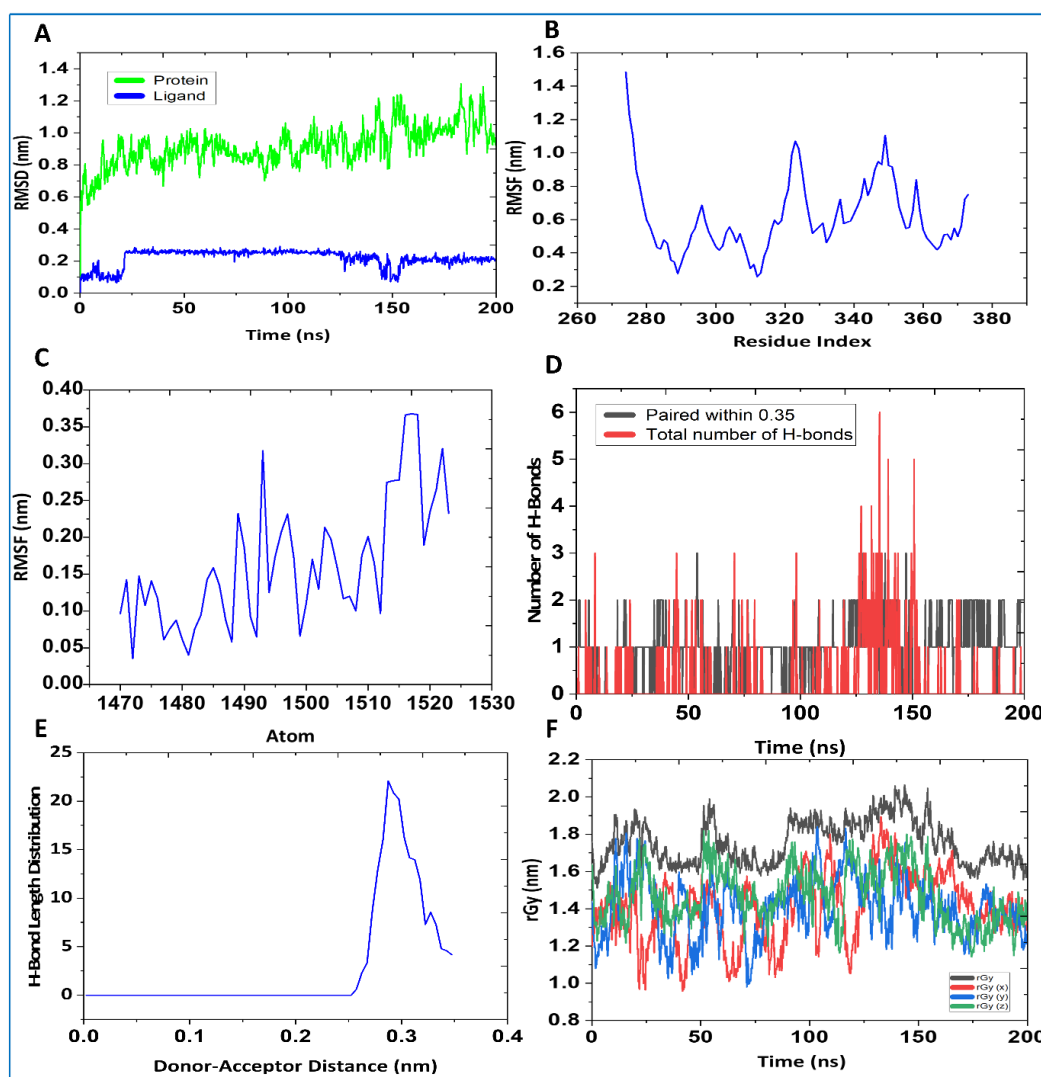 A
Protein
Ligand
RMSD (nm)
1.4
1.2
1.0
0.8
0.6
0.4
0.2
0.0
0 50 100 150 200
Time (ns)
B
RMSF (nm)
1.6
1.4
1.2
1.0
0.8
0.6
0.4
0.2
260 280 300 320 340 360 380
Residue Index
C
RMSF (nm)
0.40
0.35
0.30
0.25
0.20
0.15
0.10
0.05
0.00
1470 1480 1490 1500 1510 1520 1530
Atom
D
Paired within 0.35
Total number of H-bonds
Number of H-Bonds
6
5
4
3
2
1
0
0 50 100 150 200
Time (ns)
E
H-Bond Length Distribution
25
20
15
10
5
0
0.0 0.1 0.2 0.3 0.4
Donor-Acceptor Distance (nm)
F
rGy (nm)
2.2
2.0
1.8
1.6
1.4
1.2
1.0
0.8
rGy
rGy (x)
rGy (y)
rGy (z)
0 50 100 150 200
Time (ns)